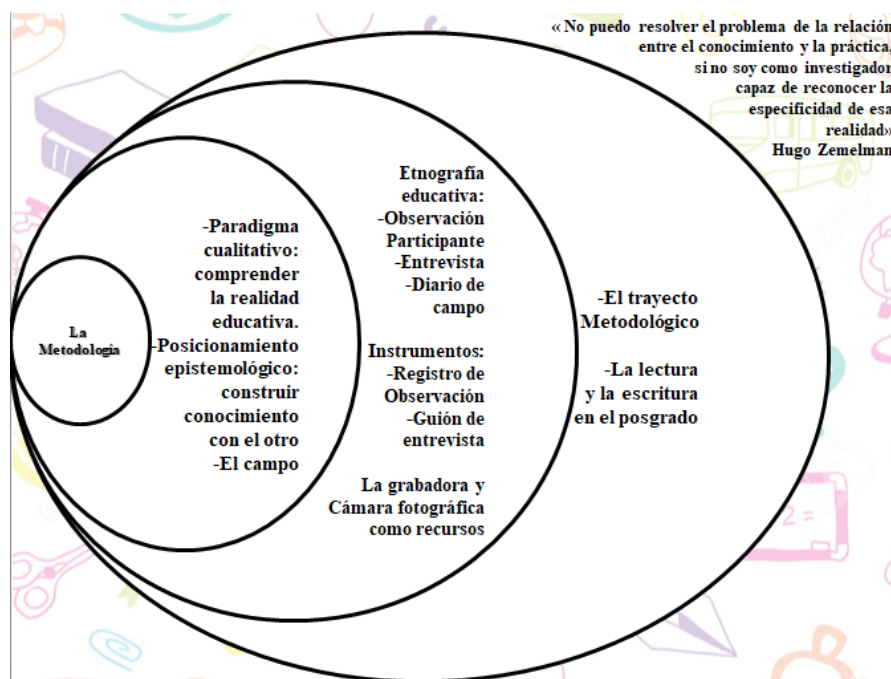 « No puedo resolver el problema de la relación
entre el conocimiento y la práctica,
si no soy como investigador
capaz de reconocer la
especificidad de esa
realidad»
Hugo Zemelman
La
Metodología
-Paradigma
cualitativo:
comprender
la realidad
educativa.
-Posicionamiento
epistemológico:
construir
conocimiento
con el otro
-El campo
Etnografía
educativa:
-Observación
Participante
-Entrevista
-Diario de
campo
Instrumentos:
-Registro de
Observación
-Guión de
entrevista
La grabadora y
Cámara fotográfica
como recursos
-El trayecto
Metodológico
-La lectura
y la escritura
en el posgrado
2 =